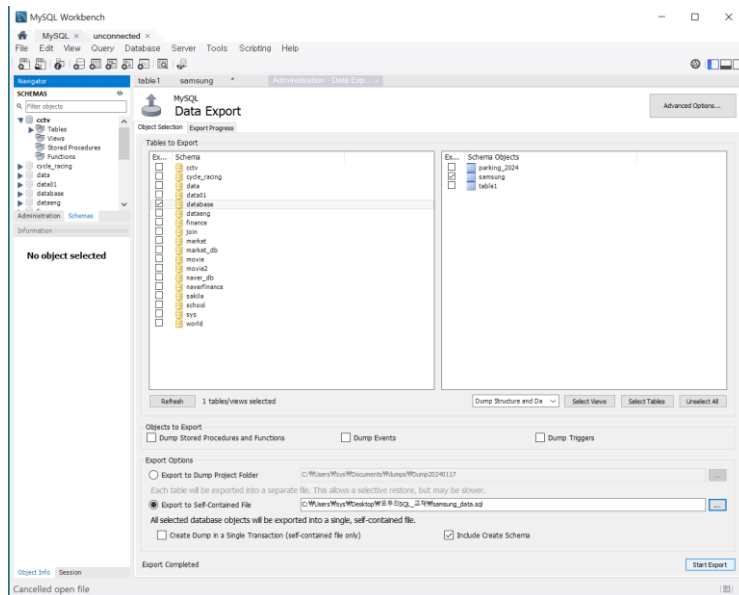 MySQL Workbench
MySQL × unconnected ×
File Edit View Query Database Server Tools Scripting Help
Navigator
SCHEMAS
Filter objects
cctv
Tables
Views
Stored Procedures
Functions
cycle_racing
data
data01
database
dataeng
Administration Schemas
Information
No object selected
Object Info Session
Cancelled open file
table1 samsung * Administration - Data Exp... ×
MySQL
Data Export
Advanced Options...
Object Selection Export Progress
Tables to Export
Ex... Schema
cctv
cycle_racing
data
data01
database
dataeng
finance
join
market
market_db
movie
movie2
naver_db
naverfinance
sakila
school
sys
world
Ex... Schema Objects
parking_2024
samsung
table1
Refresh 1 tables/views selected
Dump Structure and Da Select Views Select Tables Unselect All
Objects to Export
Dump Stored Procedures and Functions Dump Events Dump Triggers
Export Options
Export to Dump Project Folder C:₩Users₩sys₩Documents₩dumps₩Dump20240117 ...
Each table will be exported into a separate file. This allows a selective restore, but may be slower.
Export to Self-Contained File ...
All selected database objects will be exported into a single, self-contained file.
Create Dump in a Single Transaction (self-contained file only) Include Create Schema
Export Completed Start Export